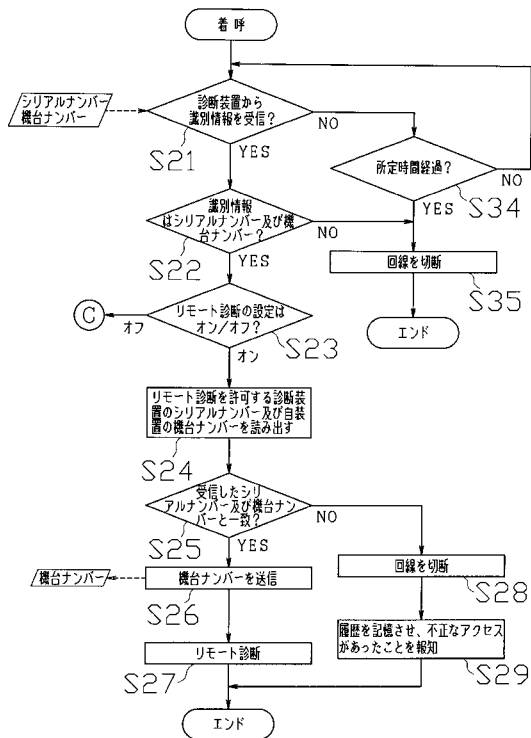 着呼
シリアルナンバー
機台ナンバー
診断装置から
識別情報を受信？
NO
S21
YES
所定時間経過？
NO
S34
YES
識別情報
はシリアルナンバー及び機
台ナンバー？
NO
S22
YES
回線を切断
S35
エンド
C
オフ
リモート診断の設定は
オン/オフ？
S23
オン
リモート診断を許可する診断装
置のシリアルナンバー及び自装
置の機台ナンバーを読み出す
S24
受信したシリ
アルナンバー及び機台ナン
バーと一致？
NO
S25
YES
機台ナンバー
機台ナンバーを送信
S26
回線を切断
S28
履歴を記憶させ、不正なアクセス
があったことを報知
S29
リモート診断
S27
エンド